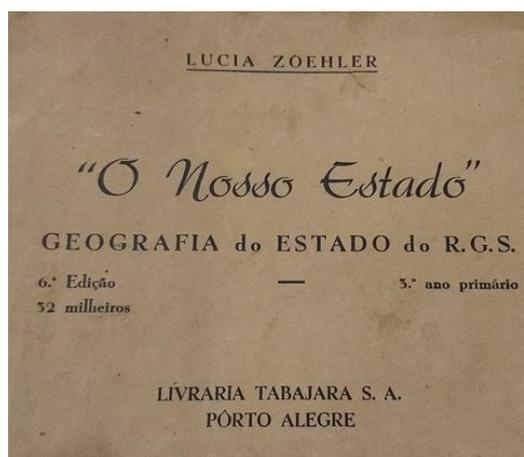 LUCIA ZOEHLER
"O Nosso Estado"
GEOGRAFIA do ESTADO do R.G.S.
6.ª Edição — 3.º ano primário
32 milheiros
LIVRARIA TABAJARA S. A.
PÔRTO ALEGRE